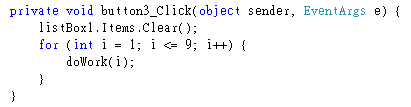 private void button3_Click(object sender, EventArgs e) {
    listBox1.Items.Clear();
    for (int i = 1; i <= 9; i++) {
        doWork(i);
    }
}